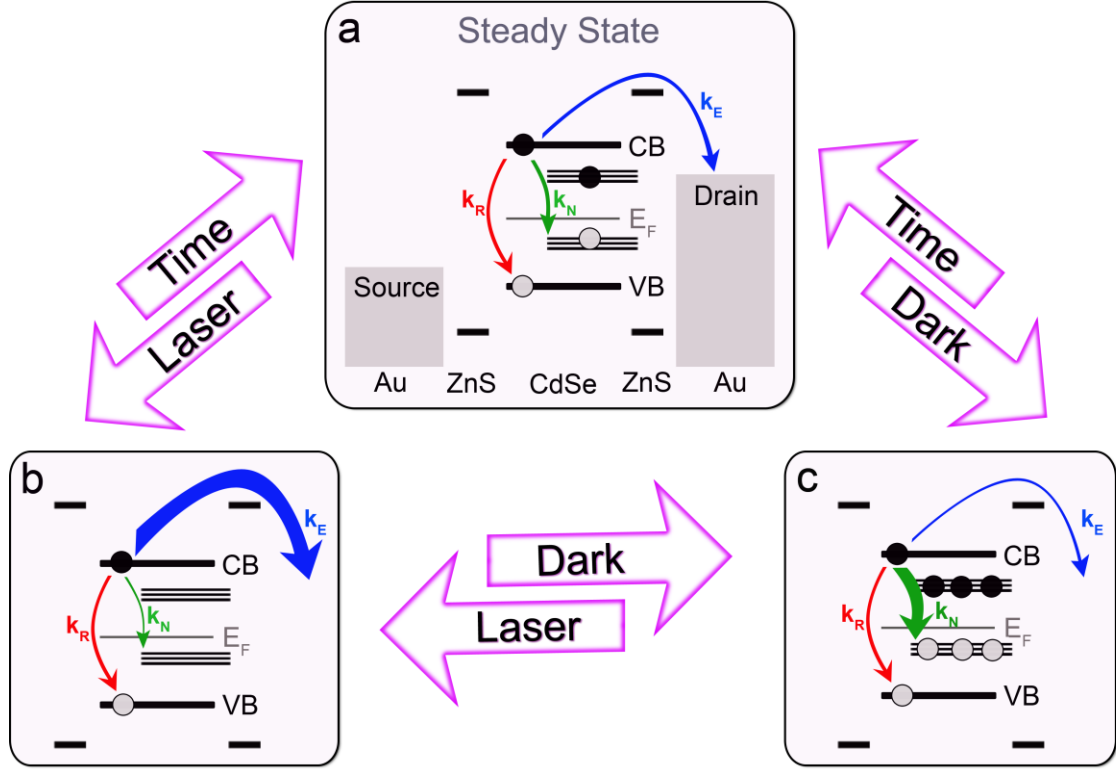 a
Steady State
k_E
CB
k_R
k_N
Drain
E_F
Source
VB
Au
ZnS
CdSe
ZnS
Au
Time
Laser
Time
Dark
b
k_E
CB
k_R
k_N
E_F
VB
Dark
Laser
c
k_E
CB
k_R
k_N
E_F
VB